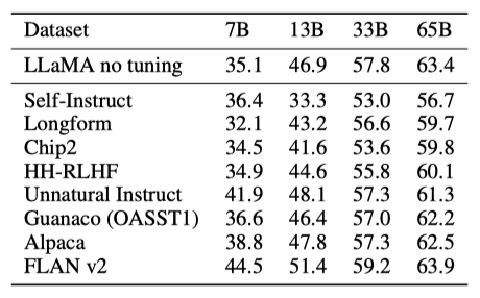 Dataset 7B 13B 33B 65B
LLaMA no tuning 35.1 46.9 57.8 63.4
Self-Instruct 36.4 33.3 53.0 56.7
Longform 32.1 43.2 56.6 59.7
Chip2 34.5 41.6 53.6 59.8
HH-RLHF 34.9 44.6 55.8 60.1
Unnatural Instruct 41.9 48.1 57.3 61.3
Guanaco (OASST1) 36.6 46.4 57.0 62.2
Alpaca 38.8 47.8 57.3 62.5
FLAN v2 44.5 51.4 59.2 63.9